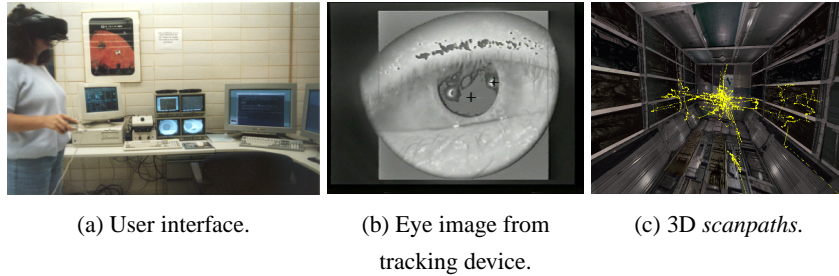 (a) User interface.
(b) Eye image from
tracking device.
(c) 3D scanpaths.